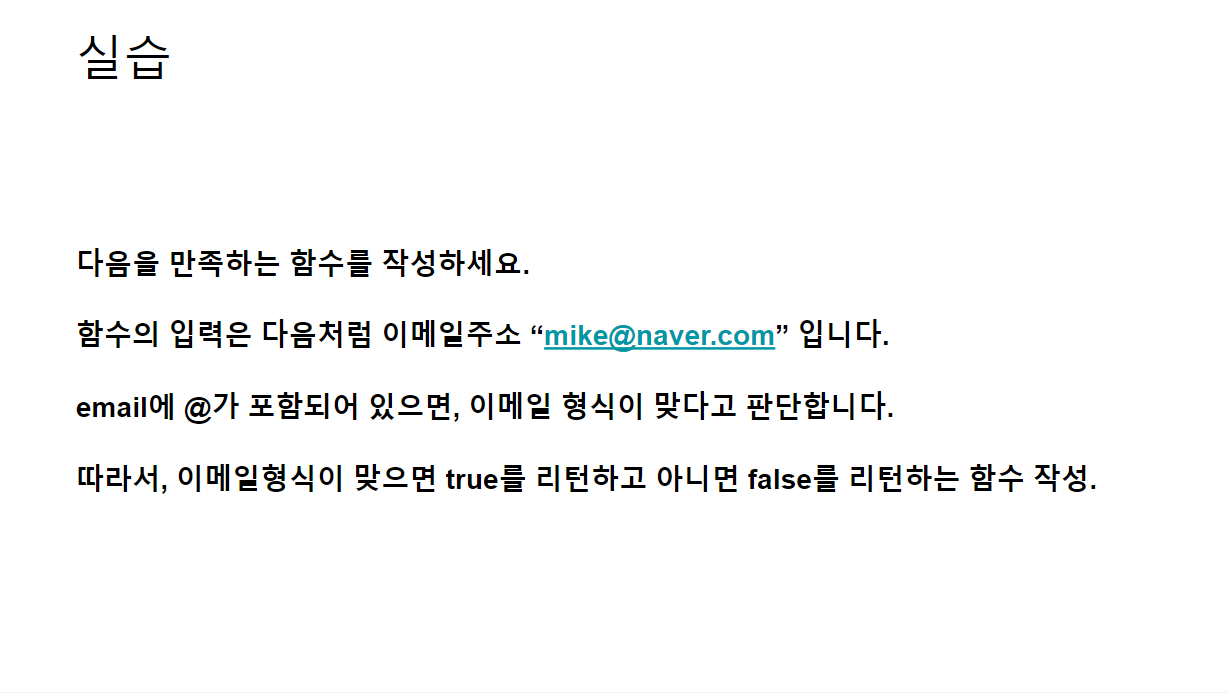 실습
다음을 만족하는 함수를 작성하세요.
함수의 입력은 다음처럼 이메일주소 “mike@naver.com” 입니다.
email에 @가 포함되어 있으면, 이메일 형식이 맞다고 판단합니다.
따라서, 이메일형식이 맞으면 true를 리턴하고 아니면 false를 리턴하는 함수 작성.